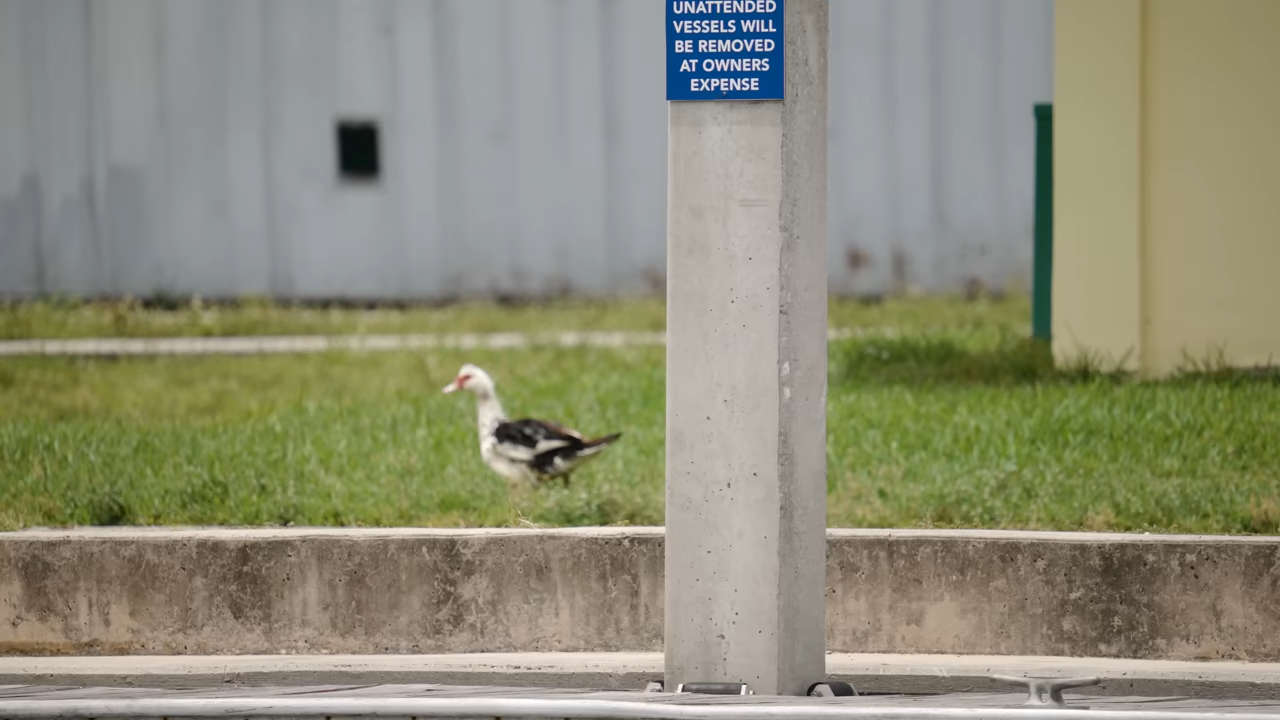 UNATTENDED
VESSELS WILL
BE REMOVED
AT OWNERS
EXPENSE